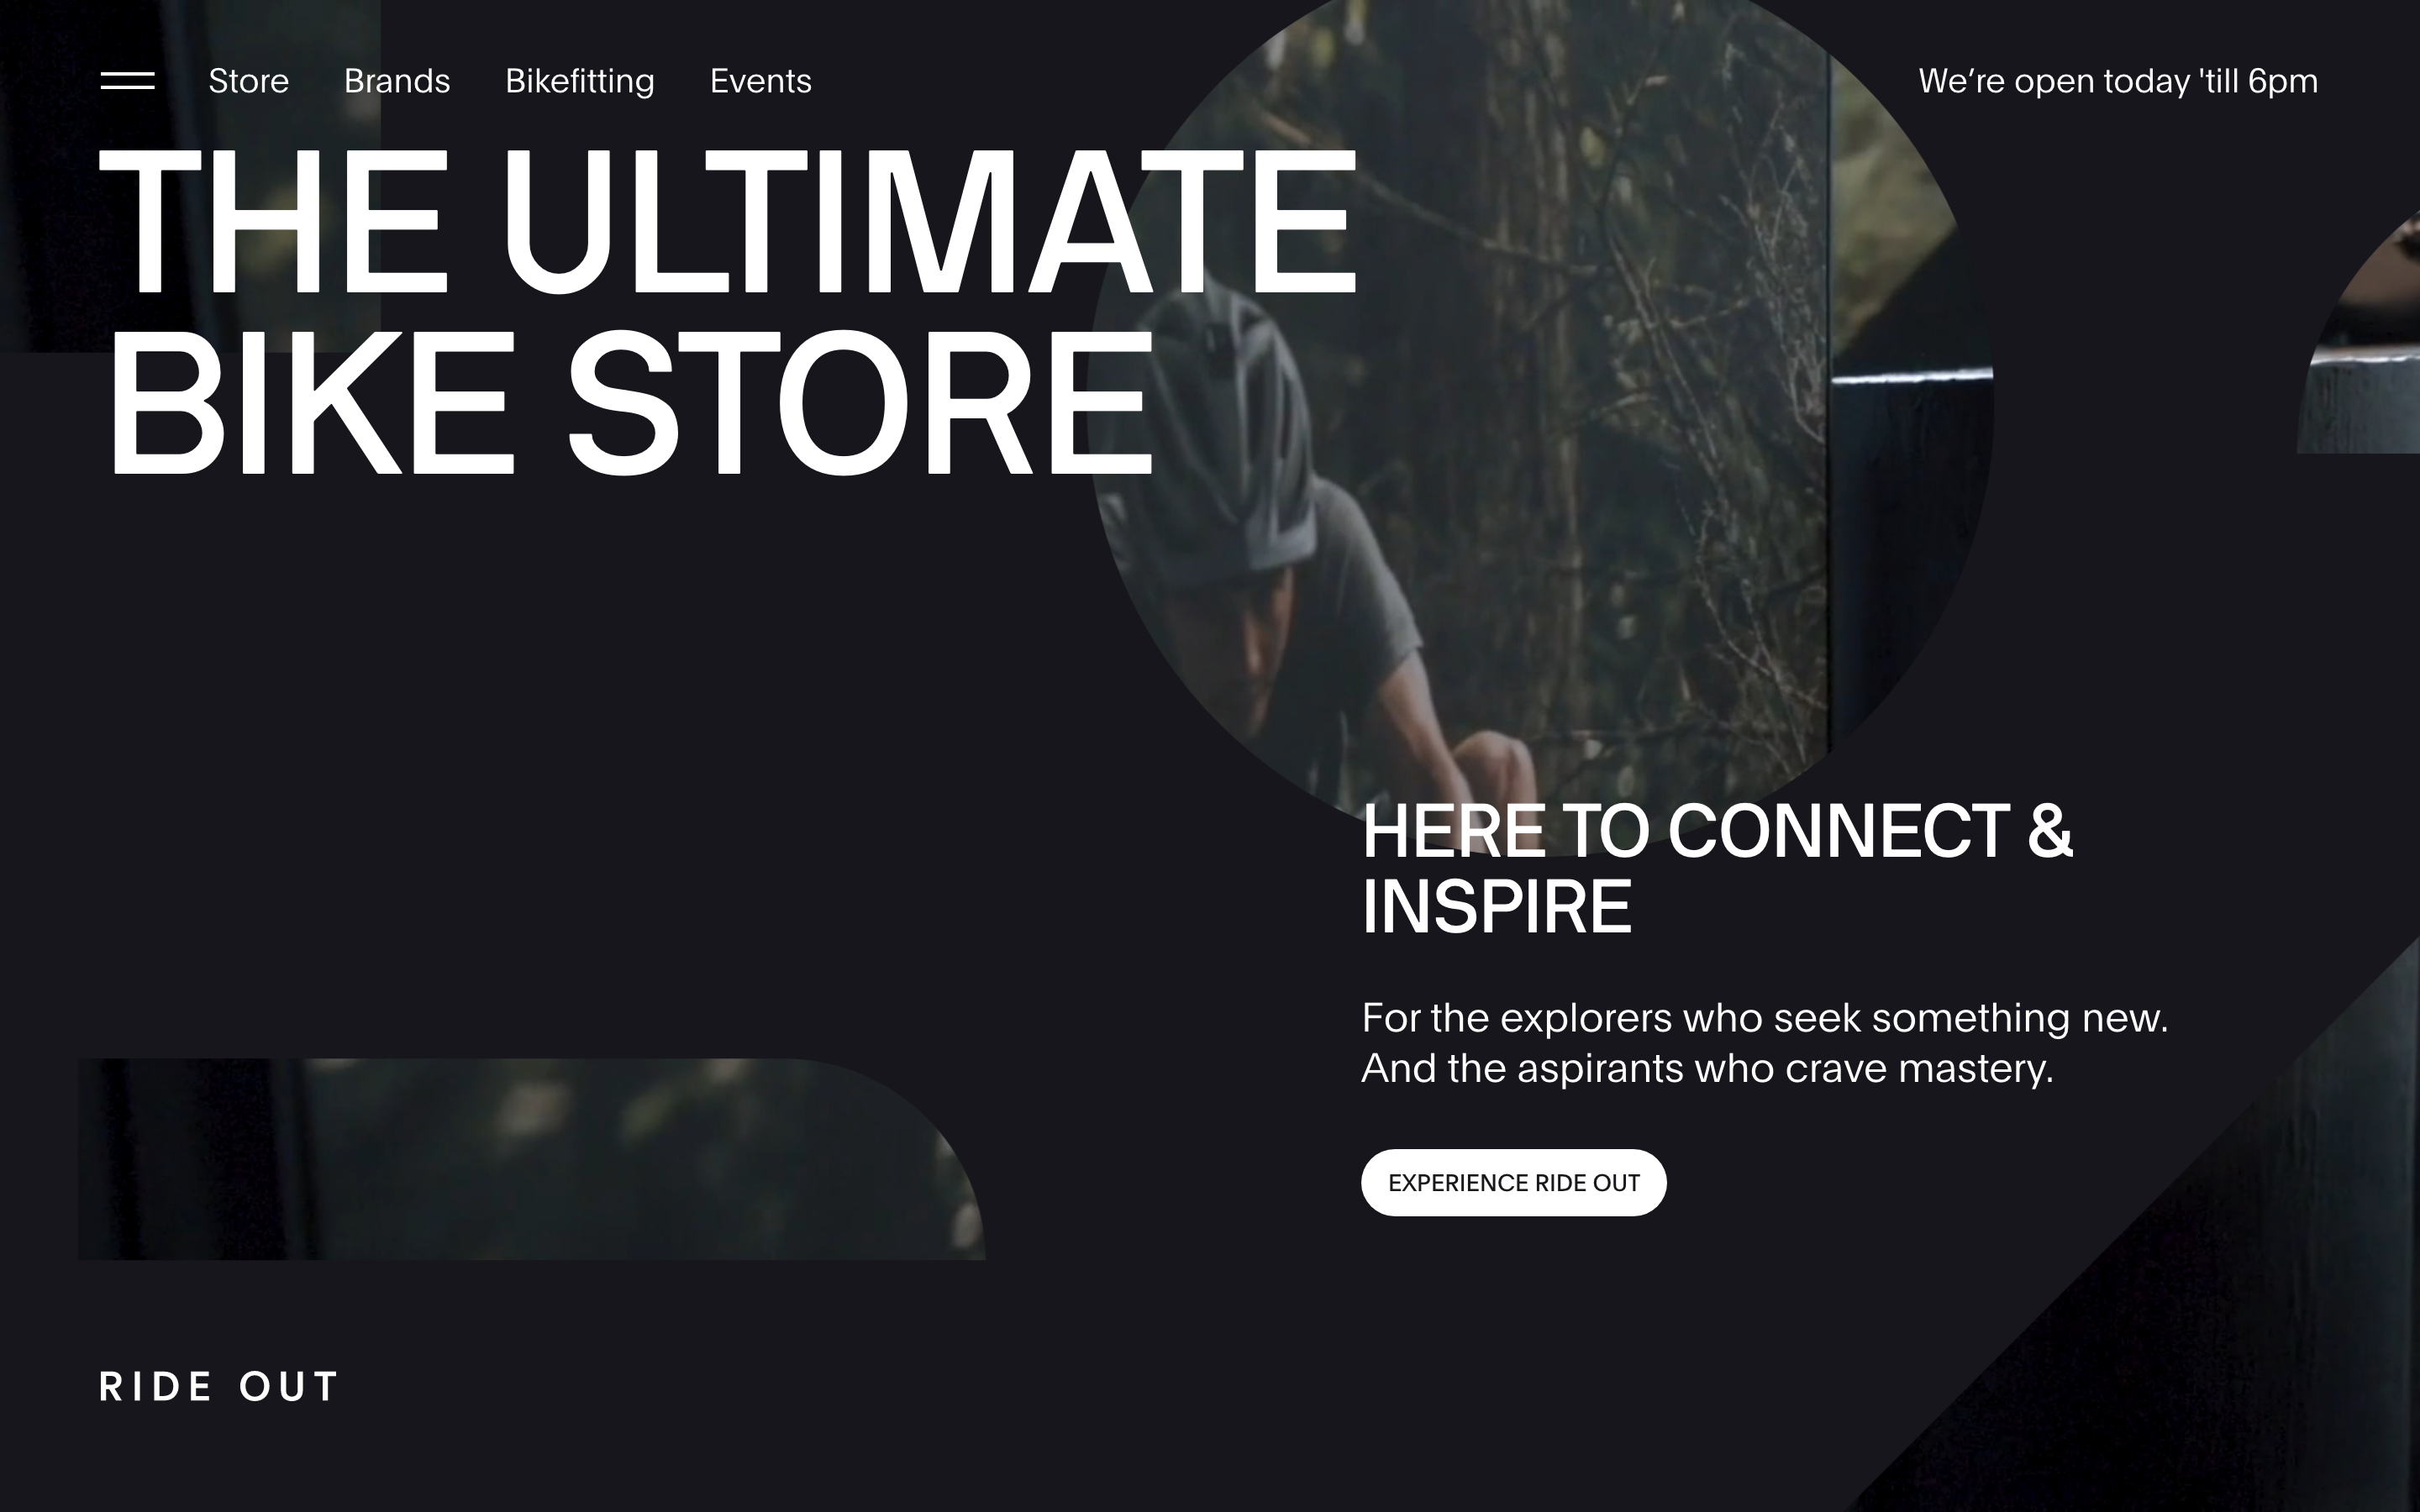 Store Brands Bikefitting Events
We’re open today 'till 6pm
THE ULTIMATE
BIKE STORE
HERE TO CONNECT &
INSPIRE
For the explorers who seek something new.
And the aspirants who crave mastery.
EXPERIENCE RIDE OUT
RIDE OUT